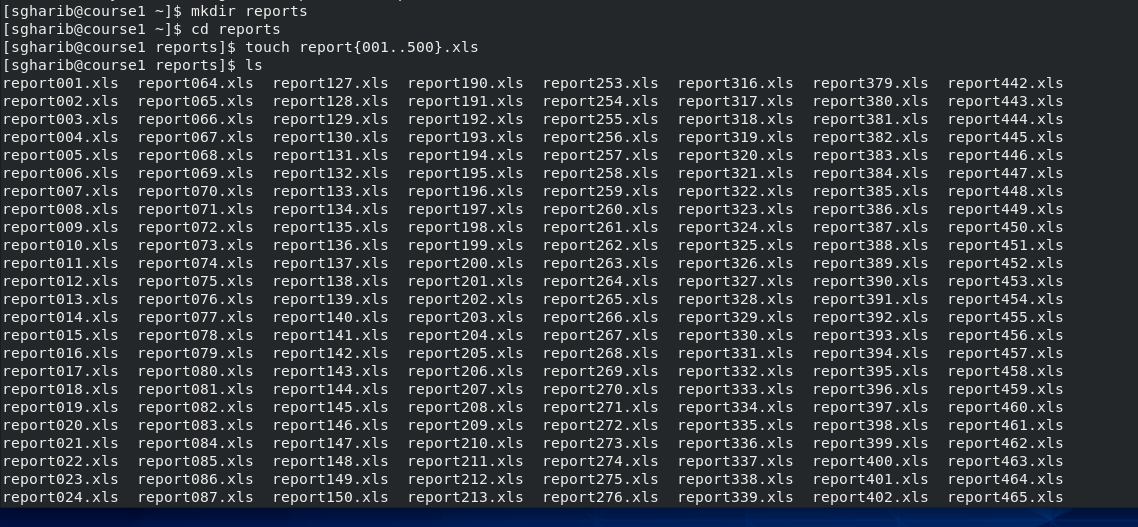 [sgharib@course1 ~]$ mkdir reports
[sgharib@course1 ~]$ cd reports
[sgharib@course1 reports]$ touch report{001..500}.xls
[sgharib@course1 reports]$ ls
report001.xls  report064.xls  report127.xls  report190.xls  report253.xls  report316.xls  report379.xls  report442.xls
report002.xls  report065.xls  report128.xls  report191.xls  report254.xls  report317.xls  report380.xls  report443.xls
report003.xls  report066.xls  report129.xls  report192.xls  report255.xls  report318.xls  report381.xls  report444.xls
report004.xls  report067.xls  report130.xls  report193.xls  report256.xls  report319.xls  report382.xls  report445.xls
report005.xls  report068.xls  report131.xls  report194.xls  report257.xls  report320.xls  report383.xls  report446.xls
report006.xls  report069.xls  report132.xls  report195.xls  report258.xls  report321.xls  report384.xls  report447.xls
report007.xls  report070.xls  report133.xls  report196.xls  report259.xls  report322.xls  report385.xls  report448.xls
report008.xls  report071.xls  report134.xls  report197.xls  report260.xls  report323.xls  report386.xls  report449.xls
report009.xls  report072.xls  report135.xls  report198.xls  report261.xls  report324.xls  report387.xls  report450.xls
report010.xls  report073.xls  report136.xls  report199.xls  report262.xls  report325.xls  report388.xls  report451.xls
report011.xls  report074.xls  report137.xls  report200.xls  report263.xls  report326.xls  report389.xls  report452.xls
report012.xls  report075.xls  report138.xls  report201.xls  report264.xls  report327.xls  report390.xls  report453.xls
report013.xls  report076.xls  report139.xls  report202.xls  report265.xls  report328.xls  report391.xls  report454.xls
report014.xls  report077.xls  report140.xls  report203.xls  report266.xls  report329.xls  report392.xls  report455.xls
report015.xls  report078.xls  report141.xls  report204.xls  report267.xls  report330.xls  report393.xls  report456.xls
report016.xls  report079.xls  report142.xls  report205.xls  report268.xls  report331.xls  report394.xls  report457.xls
report017.xls  report080.xls  report143.xls  report206.xls  report269.xls  report332.xls  report395.xls  report458.xls
report018.xls  report081.xls  report144.xls  report207.xls  report270.xls  report333.xls  report396.xls  report459.xls
report019.xls  report082.xls  report145.xls  report208.xls  report271.xls  report334.xls  report397.xls  report460.xls
report020.xls  report083.xls  report146.xls  report209.xls  report272.xls  report335.xls  report398.xls  report461.xls
report021.xls  report084.xls  report147.xls  report210.xls  report273.xls  report336.xls  report399.xls  report462.xls
report022.xls  report085.xls  report148.xls  report211.xls  report274.xls  report337.xls  report400.xls  report463.xls
report023.xls  report086.xls  report149.xls  report212.xls  report275.xls  report338.xls  report401.xls  report464.xls
report024.xls  report087.xls  report150.xls  report213.xls  report276.xls  report339.xls  report402.xls  report465.xls